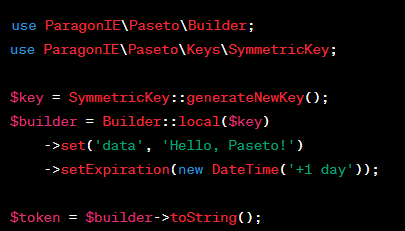 use ParagonIE\Paseto\Builder;
use ParagonIE\Paseto\Keys\SymmetricKey;
$key = SymmetricKey::generateNewKey();
$builder = Builder::local($key)
->set('data', 'Hello, Paseto!')
->setExpiration(new DateTime('+1 day'));
$token = $builder->toString();